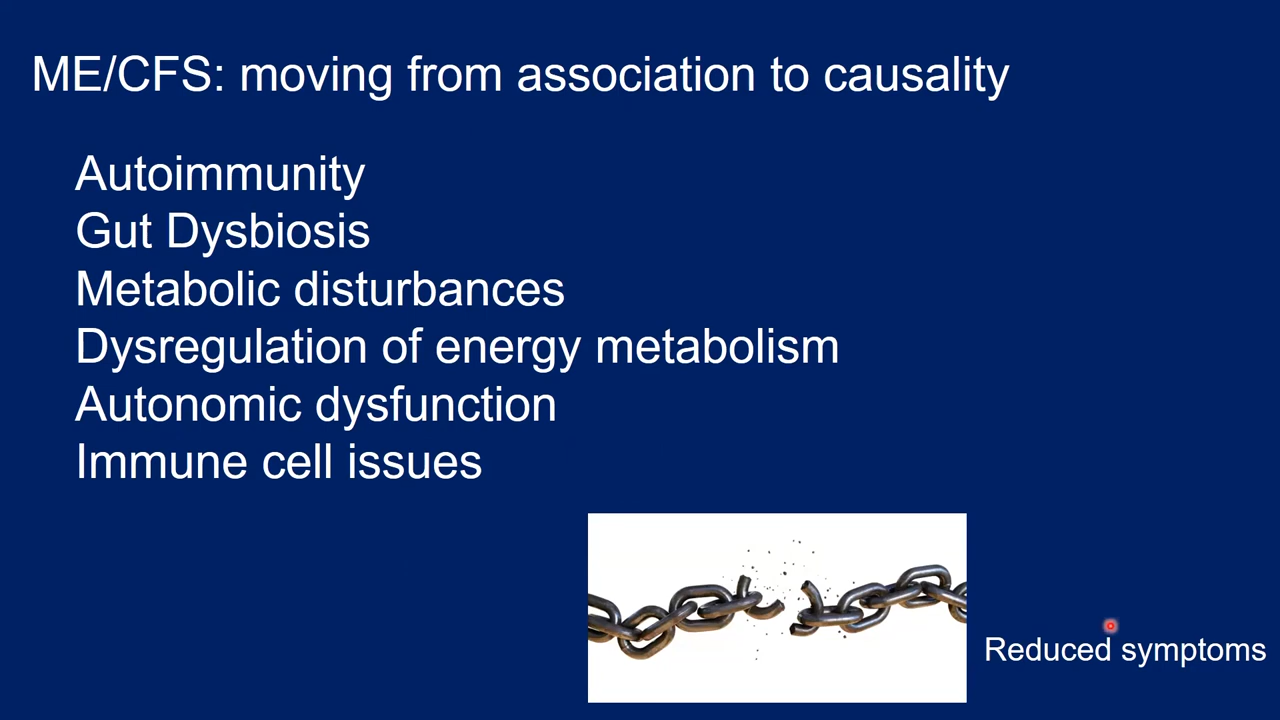 ME/CFS: moving from association to causality
Autoimmunity
Gut Dysbiosis
Metabolic disturbances
Dysregulation of energy metabolism
Autonomic dysfunction
Immune cell issues
Reduced symptoms